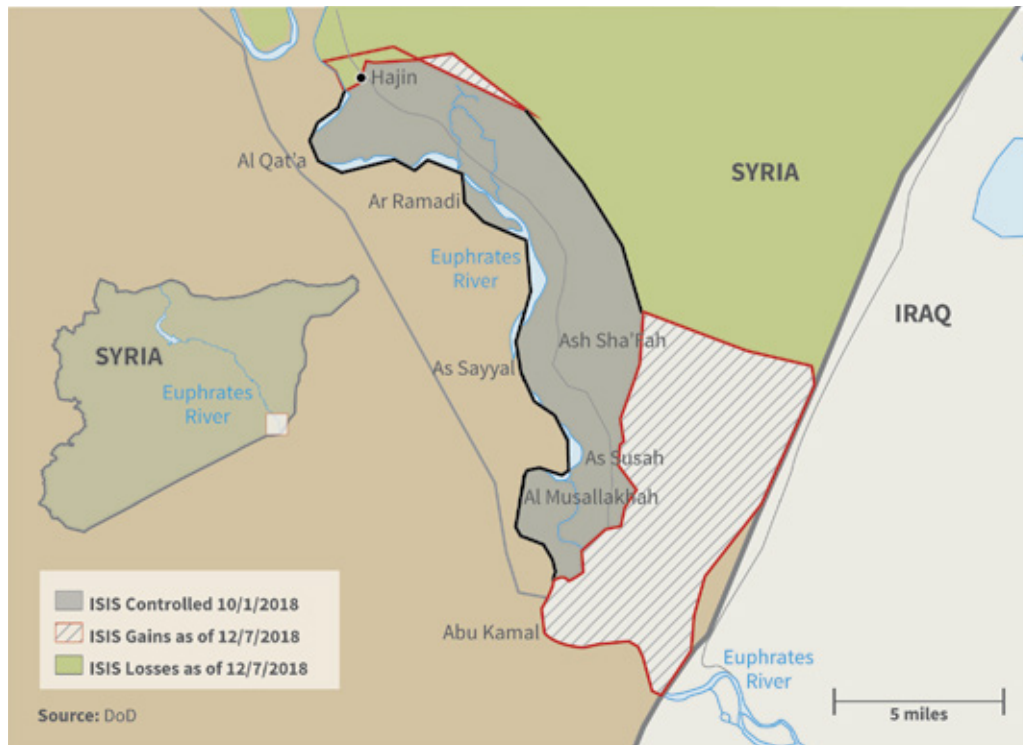 Hajin
Al Qat'a
SYRIA
Ar Ramadi
Euphrates
River
IRAQ
Ash Sha'Fah
SYRIA
As Sayyal
Euphrates
River
As Susah
Al Musallakhah
ISIS Controlled 10/1/2018
ISIS Gains as of 12/7/2018
ISIS Losses as of 12/7/2018
Abu Kamal
Euphrates
River
Source: DoD
5 miles